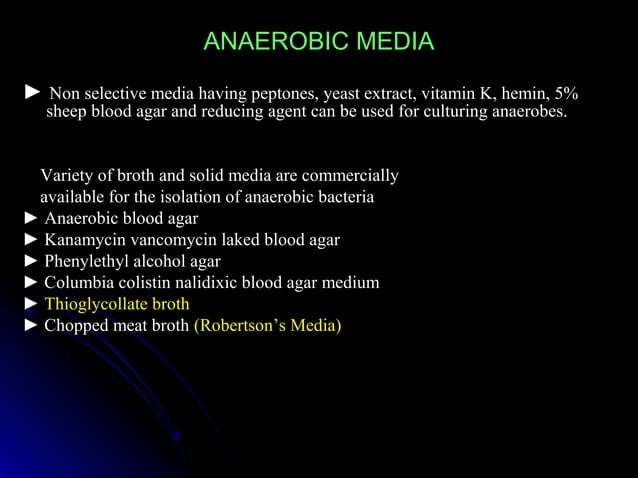 ANAEROBIC MEDIA
► Non selective media having peptones, yeast extract, vitamin K, hemin, 5%
sheep blood agar and reducing agent can be used for culturing anaerobes.
Variety of broth and solid media are commercially
available for the isolation of anaerobic bacteria
► Anaerobic blood agar
► Kanamycin vancomycin laked blood agar
► Phenylethyl alcohol agar
► Columbia colistin nalidixic blood agar medium
► Thioglycollate broth
► Chopped meat broth (Robertson’s Media)